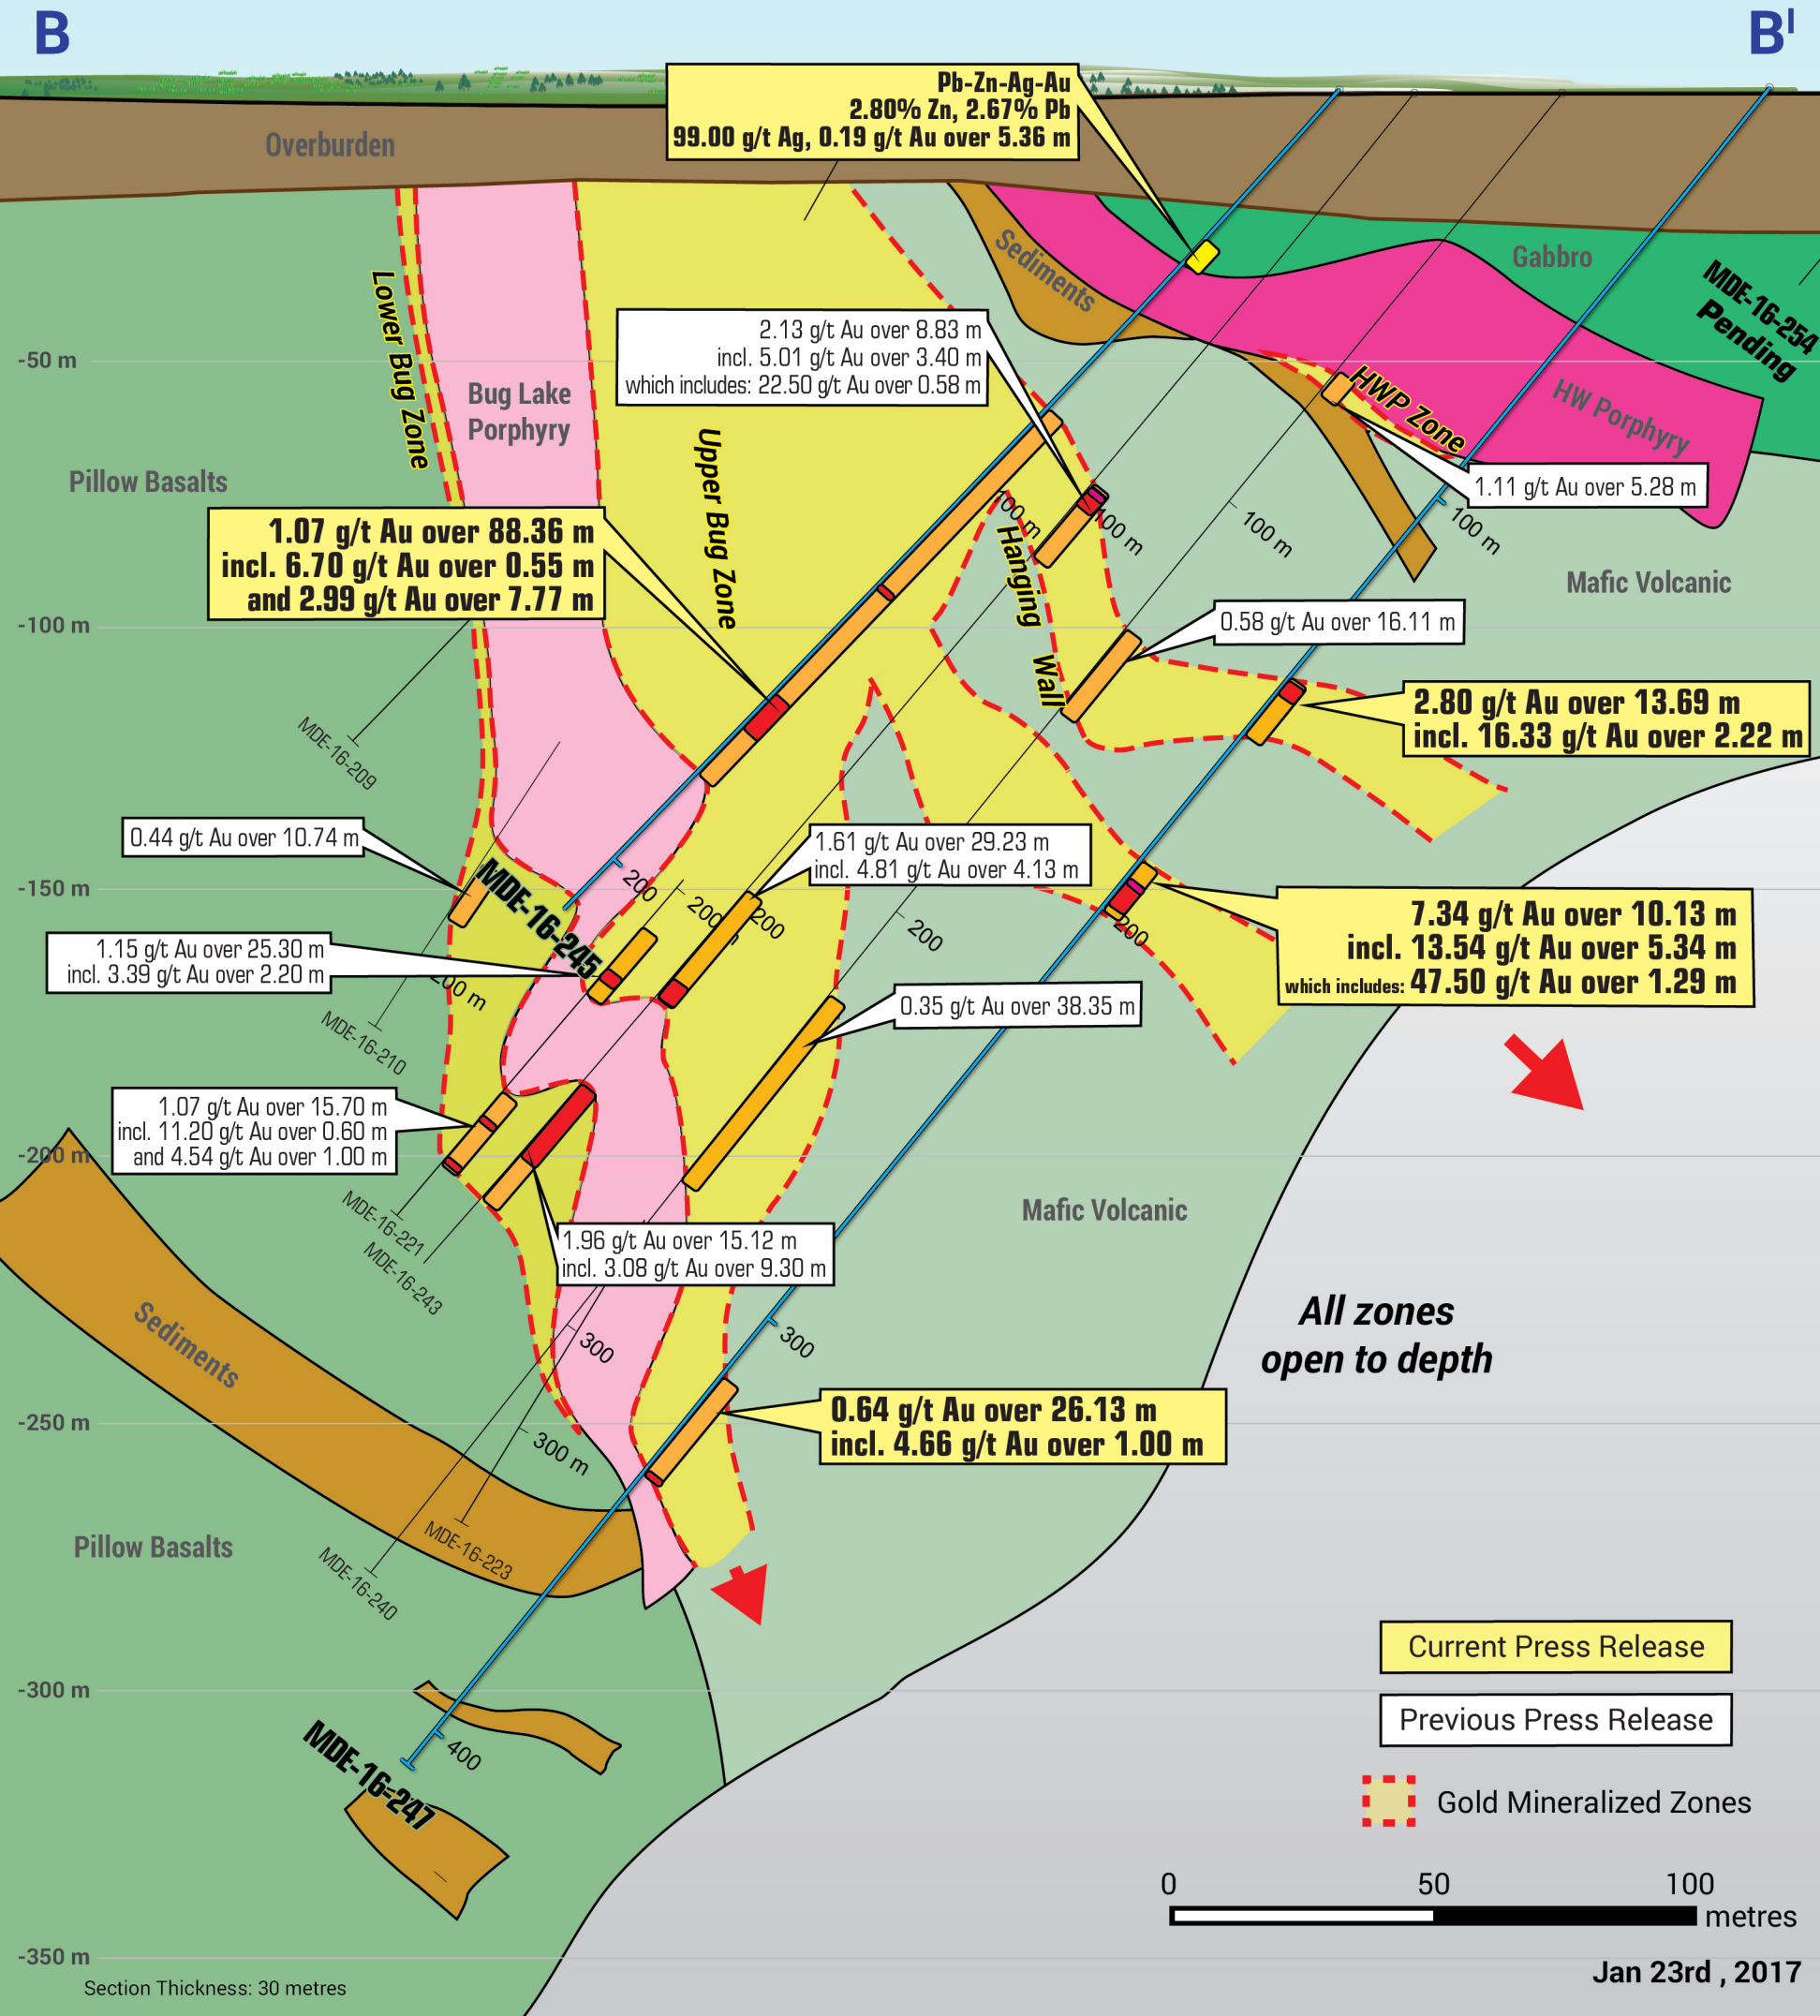 B
B'
Pb-Zn-Ag-Au
2.80% Zn, 2.67% Pb
99.00 g/t Ag, 0.19 g/t Au over 5.36 m
Overburden
Sediments
Gabbro
MDE-16-254
Pending
Lower Bug Zone
2.13 g/t Au over 8.83 m
incl. 5.01 g/t Au over 3.40 m
which includes: 22.50 g/t Au over 0.58 m
-50 m
Bug Lake
Porphyry
HWP Zone
HW Porphyry
Upper Bug Zone
Pillow Basalts
1.11 g/t Au over 5.28 m
100 m
100 m
100 m
100 m
1.07 g/t Au over 88.36 m
incl. 6.70 g/t Au over 0.55 m
and 2.99 g/t Au over 7.77 m
Hanging
Wall
Mafic Volcanic
-100 m
0.58 g/t Au over 16.11 m
2.80 g/t Au over 13.69 m
incl. 16.33 g/t Au over 2.22 m
MDE-16-209
0.44 g/t Au over 10.74 m
1.61 g/t Au over 29.23 m
incl. 4.81 g/t Au over 4.13 m
-150 m
MDE-16-245
200
200 m
200
200
200
7.34 g/t Au over 10.13 m
incl. 13.54 g/t Au over 5.34 m
which includes: 47.50 g/t Au over 1.29 m
1.15 g/t Au over 25.30 m
incl. 3.39 g/t Au over 2.20 m
200 m
0.35 g/t Au over 38.35 m
MDE-16-210
1.07 g/t Au over 15.70 m
incl. 11.20 g/t Au over 0.60 m
and 4.54 g/t Au over 1.00 m
-200 m
MDE-16-221
MDE-16-243
Mafic Volcanic
1.96 g/t Au over 15.12 m
incl. 3.08 g/t Au over 9.30 m
Sediments
300
300
All zones
open to depth
-250 m
300 m
0.64 g/t Au over 26.13 m
incl. 4.66 g/t Au over 1.00 m
Pillow Basalts
MDE-16-223
MDE-16-240
Current Press Release
-300 m
Previous Press Release
400
MDE-16-247
Gold Mineralized Zones
0 50 100
metres
-350 m
Jan 23rd , 2017
Section Thickness: 30 metres